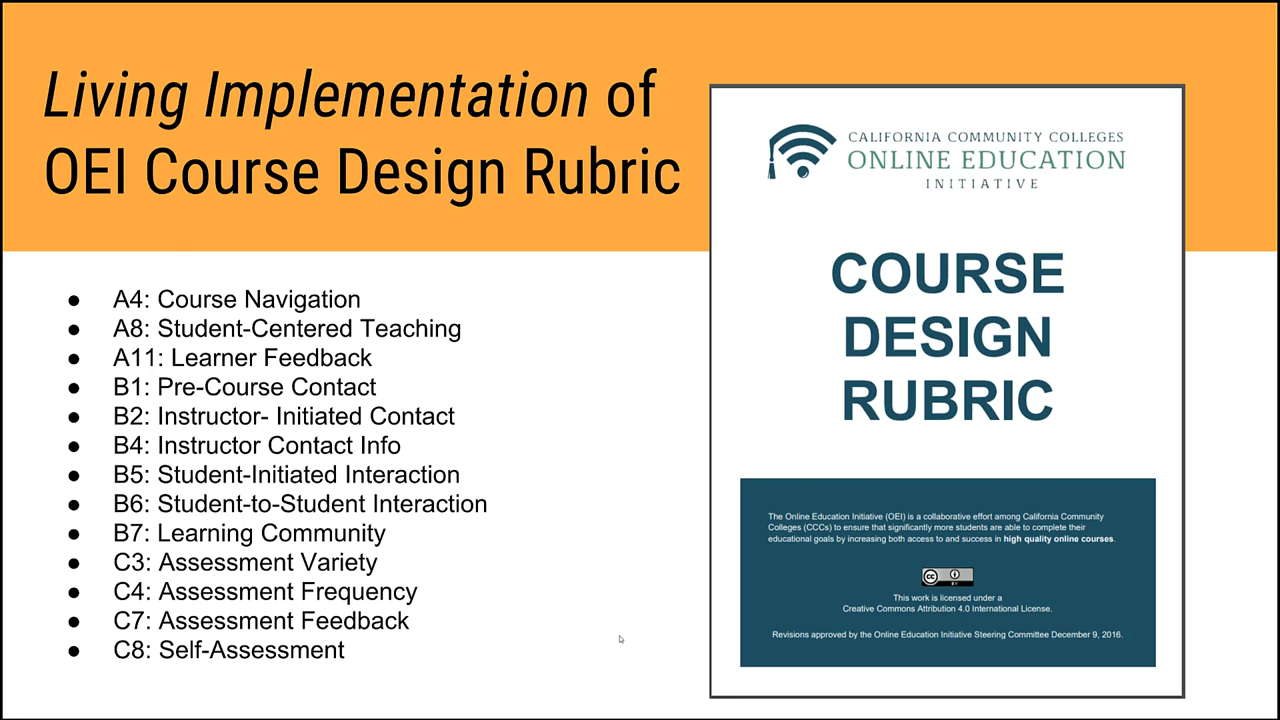 Living Implementation of
OEI Course Design Rubric
● A4: Course Navigation
● A8: Student-Centered Teaching
● A11: Learner Feedback
● B1: Pre-Course Contact
● B2: Instructor- Initiated Contact
● B4: Instructor Contact Info
● B5: Student-Initiated Interaction
● B6: Student-to-Student Interaction
● B7: Learning Community
● C3: Assessment Variety
● C4: Assessment Frequency
● C7: Assessment Feedback
● C8: Self-Assessment
CALIFORNIA COMMUNITY COLLEGES
ONLINE EDUCATION
INITIATIVE
COURSE
DESIGN
RUBRIC
The Online Education Initiative (OEI) is a collaborative effort among California Community
Colleges (CCCs) to ensure that significantly more students are able to complete their
educational goals by increasing both access to and success in high quality online courses.
cc BY
This work is licensed under a
Creative Commons Attribution 4.0 International License.
Revisions approved by the Online Education Initiative Steering Committee December 9, 2016.